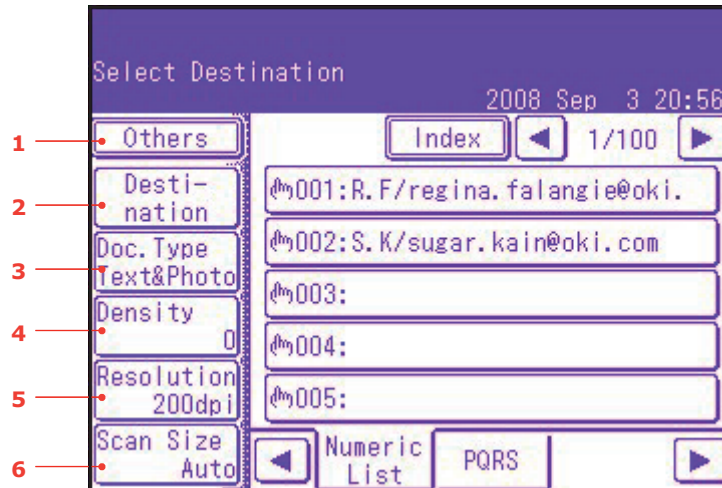 Select Destination
2008 Sep 3 20:56
1 Others
Index 1/100
2 Desti-
nation
001:R.F/regina.falangie@oki.
3 Doc.Type
Text&Photo
002:S.K/sugar.kain@oki.com
4 Density
0
003:
004:
5 Resolution
200dpi
005:
6 Scan Size
Auto
Numeric
List
PQRS